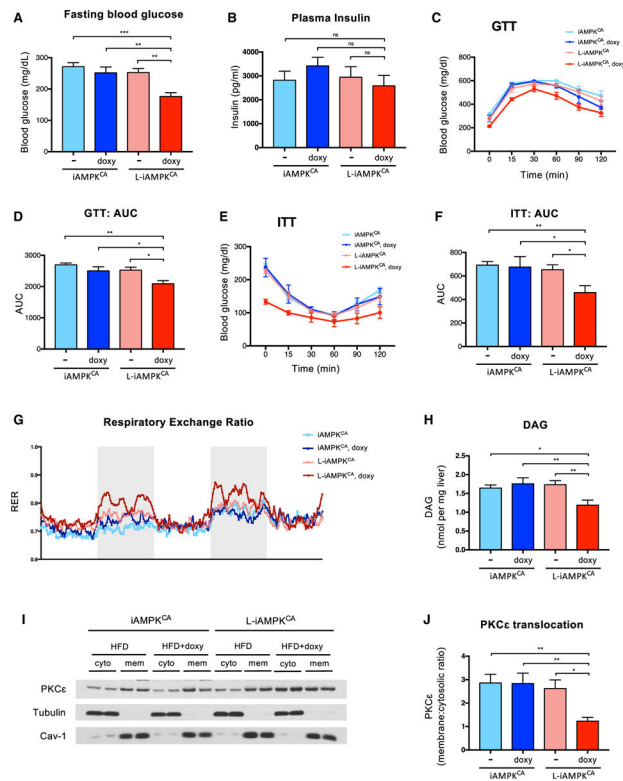 A
Fasting blood glucose
***
**
**
Blood glucose (mg/dL)
400
300
200
100
0
- doxy - doxy
iAMPKCA L-iAMPKCA
B
Plasma Insulin
ns
ns
ns
Insulin (pg/ml)
5000
4000
3000
2000
1000
0
- doxy - doxy
iAMPKCA L-iAMPKCA
C
GTT
iAMPKCA
iAMPKCA, doxy
L-iAMPKCA
L-iAMPKCA, doxy
Blood glucose (mg/dl)
800
600
400
200
0
0 15 30 60 90 120
Time (min)
D
GTT: AUC
**
*
*
AUC
3000
2000
1000
0
- doxy - doxy
iAMPKCA L-iAMPKCA
E
ITT
iAMPKCA
iAMPKCA, doxy
L-iAMPKCA
L-iAMPKCA, doxy
Blood glucose (mg/dl)
300
200
100
0
0 15 30 60 90 120
Time (min)
F
ITT: AUC
**
*
*
AUC
800
600
400
200
0
- doxy - doxy
iAMPKCA L-iAMPKCA
G
Respiratory Exchange Ratio
iAMPKCA
iAMPKCA, doxy
L-iAMPKCA
L-iAMPKCA, doxy
RER
1.0
0.9
0.8
0.7
H
DAG
*
**
**
DAG
(nmol per mg liver)
2.5
2.0
1.5
1.0
0.5
0.0
- doxy - doxy
iAMPKCA L-iAMPKCA
I
iAMPKCA L-iAMPKCA
HFD HFD+doxy HFD HFD+doxy
cyto mem cyto mem cyto mem cyto mem
PKCε
Tubulin
Cav-1
J
PKCε translocation
**
**
*
PKCε
(membrane:cytosolic ratio)
4
3
2
1
0
- doxy - doxy
iAMPKCA L-iAMPKCA